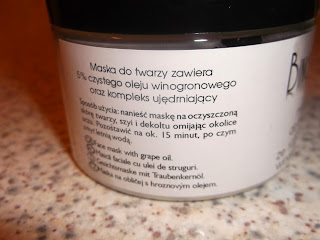 Maska do twarzy zawiera
5% czystego oleju winogronowego
oraz kompleks ujędrniający
Sposób użycia: nanieść maskę na oczyszczoną
skórę twarzy, szyi i dekoltu omijając okolice
oczu. Pozostawić na ok. 15 minut, po czym
zmyć letnią wodą.
Face mask with grape oil.
Mască faciale cu ulei de struguri.
Gesichtsmaske mit Traubenkernöl.
Maska na obličej s hroznovým olejem.